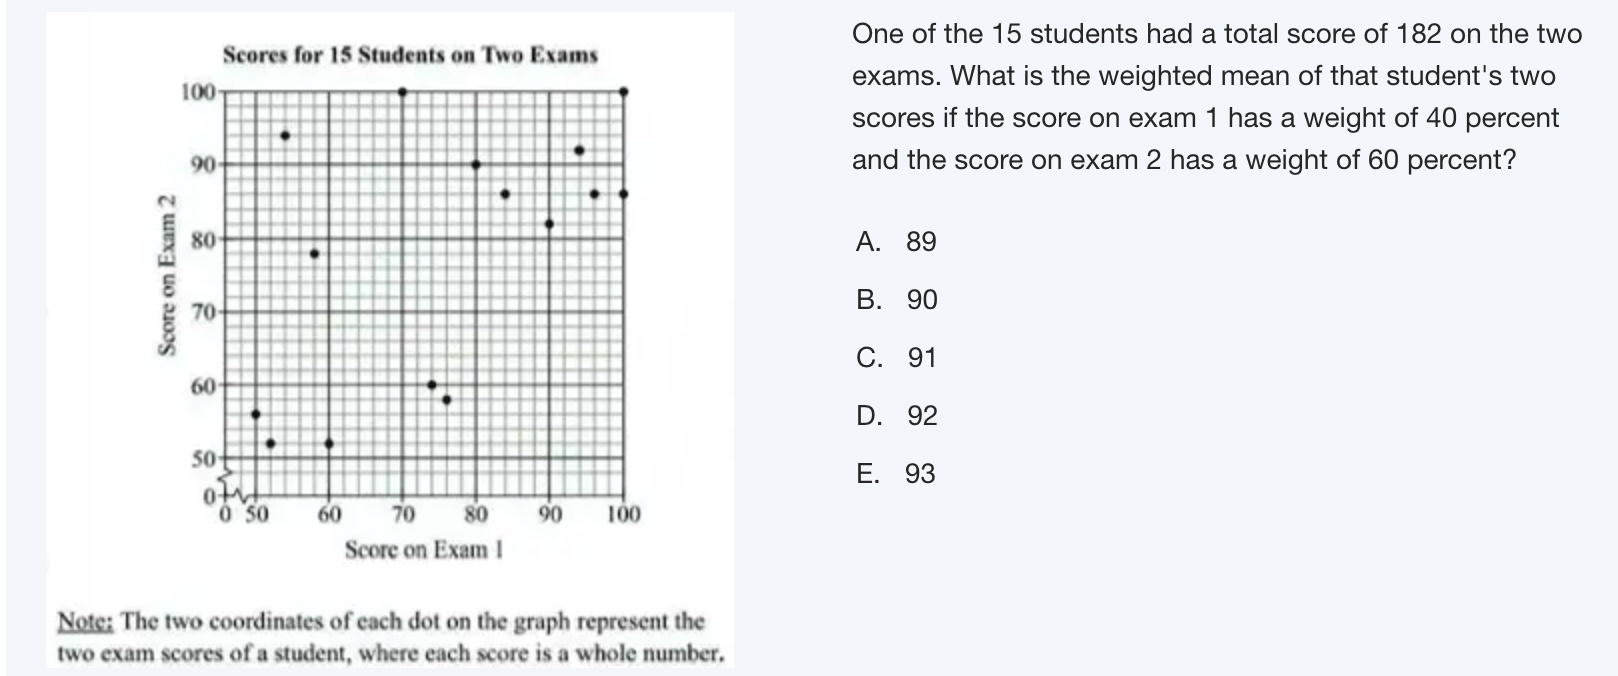 Scores for 15 Students on Two Exams
100
90
80
70
60
50
0
Score on Exam 2
0 50 60 70 80 90 100
Score on Exam 1
Note: The two coordinates of each dot on the graph represent the
two exam scores of a student, where each score is a whole number.
One of the 15 students had a total score of 182 on the two
exams. What is the weighted mean of that student's two
scores if the score on exam 1 has a weight of 40 percent
and the score on exam 2 has a weight of 60 percent?
A. 89
B. 90
C. 91
D. 92
E. 93